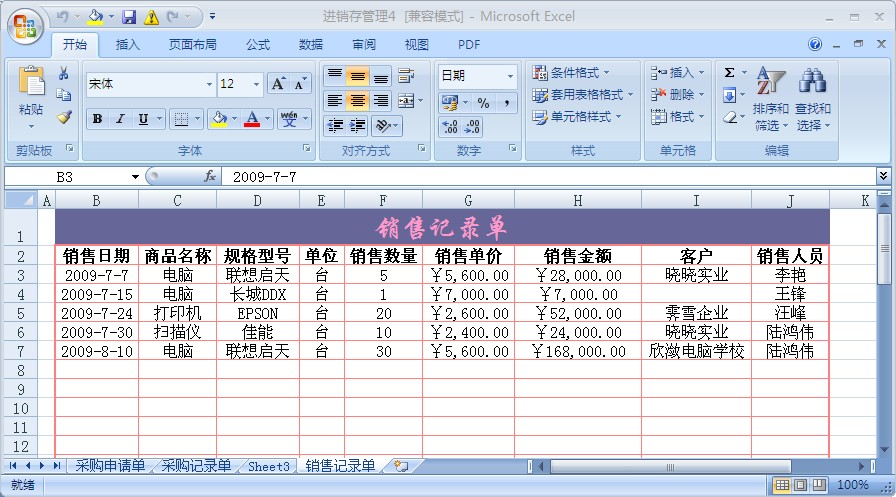 进销存管理4 [兼容模式] - Microsoft Excel
开始 插入 页面布局 公式 数据 审阅 视图 PDF
粘贴 宋体 12 A A 日期 条件格式 插入 Σ 排序和筛选 查找和选择
B I U A wén 文 % , 套用表格格式 删除
.00 .0 单元格样式 格式
剪贴板 字体 对齐方式 数字 样式 单元格 编辑
B3 fx 2009-7-7
A B C D E F G H I J K
1 销售记录单
2 销售日期 商品名称 规格型号 单位 销售数量 销售单价 销售金额 客户 销售人员
3 2009-7-7 电脑 联想启天 台 5 ￥5,600.00 ￥28,000.00 晓晓实业 李艳
4 2009-7-15 电脑 长城DDX 台 1 ￥7,000.00 ￥7,000.00 王锋
5 2009-7-24 打印机 EPSON 台 20 ￥2,600.00 ￥52,000.00 霁雪企业 汪峰
6 2009-7-30 扫描仪 佳能 台 10 ￥2,400.00 ￥24,000.00 晓晓实业 陆鸿伟
7 2009-8-10 电脑 联想启天 台 30 ￥5,600.00 ￥168,000.00 欣潋电脑学校 陆鸿伟
8
9
10
11
12
采购申请单 采购记录单 Sheet3 销售记录单
就绪 100%